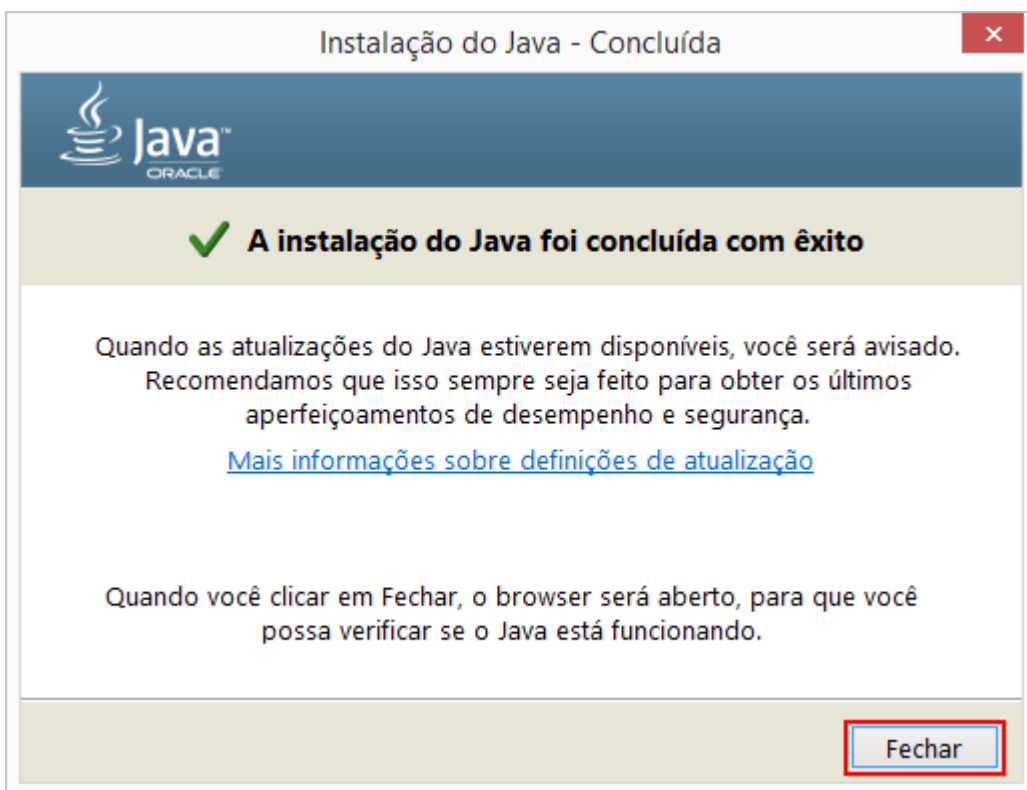 Instalação do Java - Concluída
Java™
ORACLE
A instalação do Java foi concluída com êxito
Quando as atualizações do Java estiverem disponíveis, você será avisado.
Recomendamos que isso sempre seja feito para obter os últimos
aperfeiçoamentos de desempenho e segurança.
Mais informações sobre definições de atualização
Quando você clicar em Fechar, o browser será aberto, para que você
possa verificar se o Java está funcionando.
Fechar